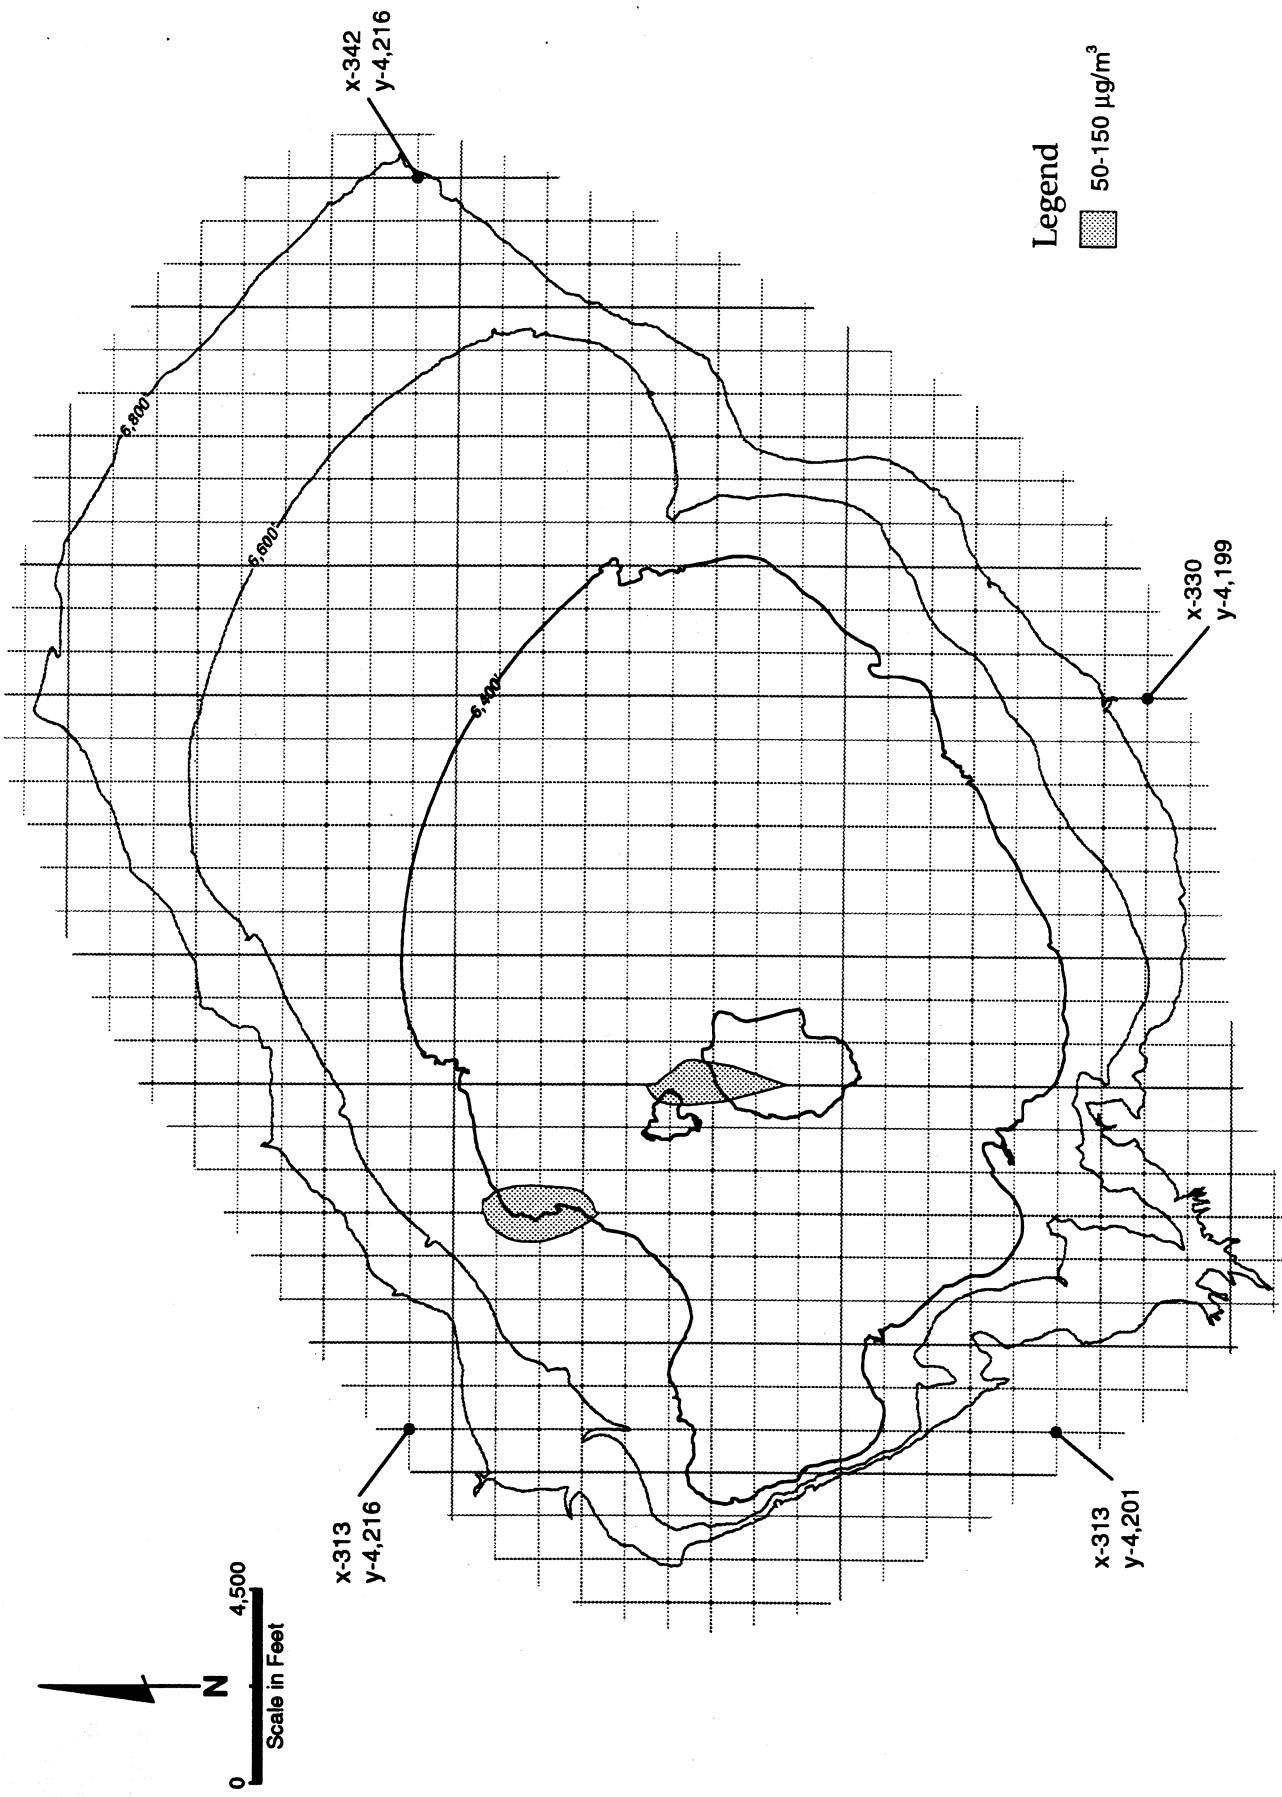 x-342
y-4,216
6,800'
6,600'
6,400'
x-330
y-4,199
x-313
y-4,216
x-313
y-4,201
Legend
50-150 µg/m³
N
0
4,500
Scale in Feet